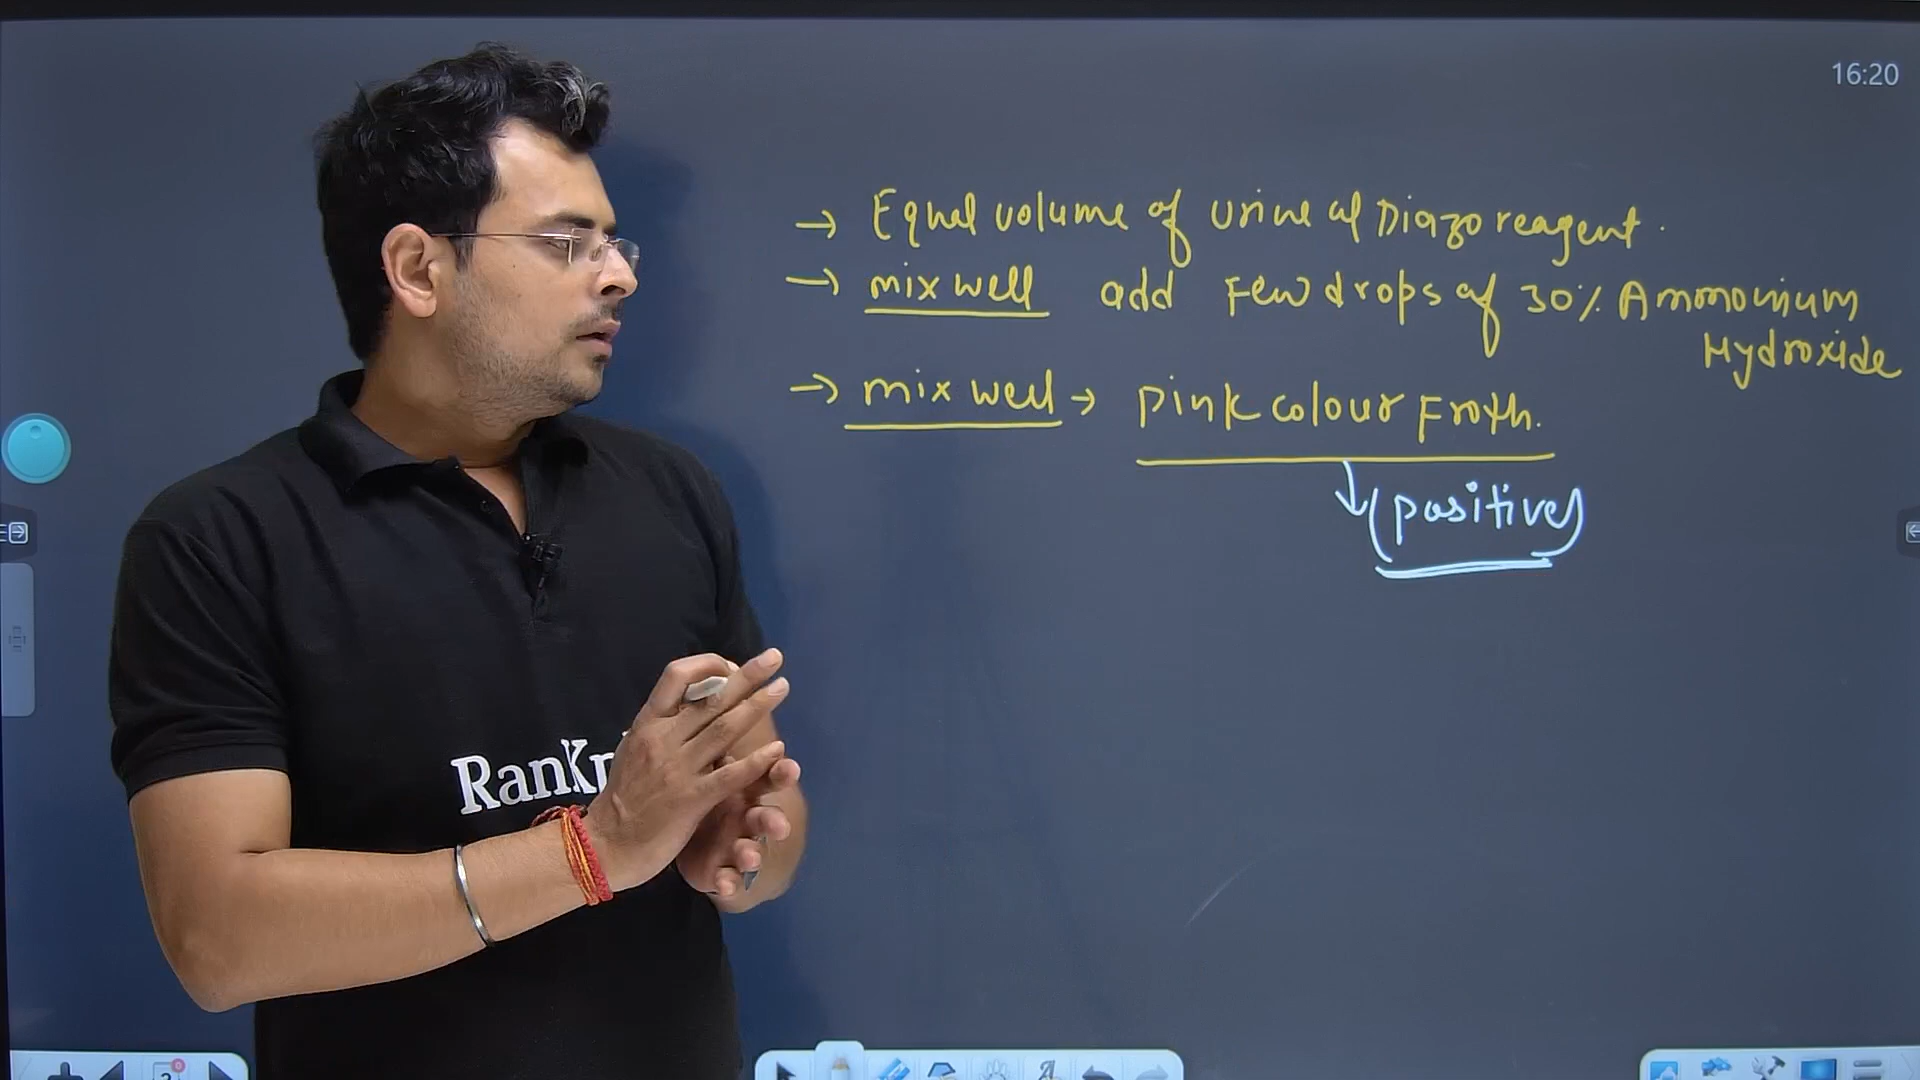 16:20
→ Equal volume of urine of Diazo reagent.
→ mix well add Few drops of 30% Ammonium
Hydroxide
→ mix well → pink colour Froth.
↓ (positive)
RanK